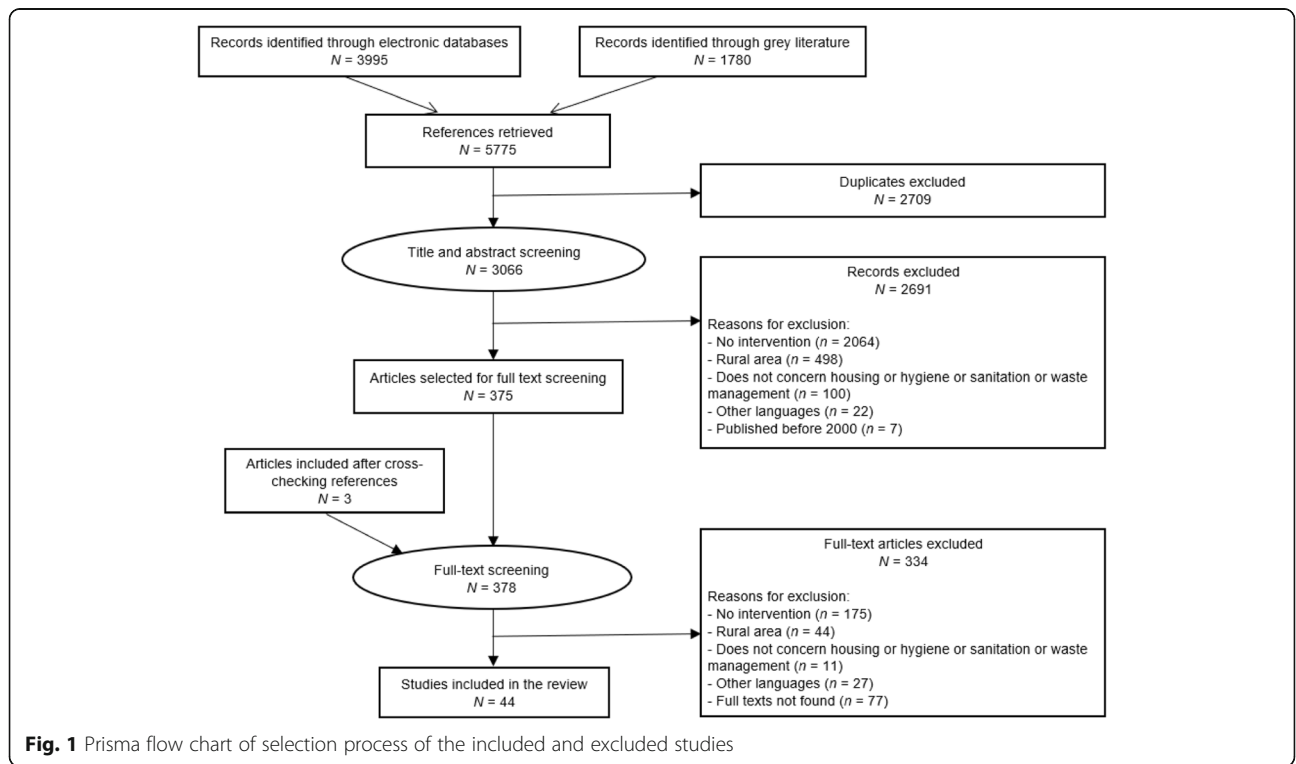 Records identified through electronic databases
N = 3995
Records identified through grey literature
N = 1780
References retrieved
N = 5775
Duplicates excluded
N = 2709
Title and abstract screening
N = 3066
Records excluded
N = 2691
Reasons for exclusion:
- No intervention (n = 2064)
- Rural area (n = 498)
- Does not concern housing or hygiene or sanitation or waste
management (n = 100)
- Other languages (n = 22)
- Published before 2000 (n = 7)
Articles selected for full text screening
N = 375
Articles included after cross-
checking references
N = 3
Full-text screening
N = 378
Full-text articles excluded
N = 334
Reasons for exclusion:
- No intervention (n = 175)
- Rural area (n = 44)
- Does not concern housing or hygiene or sanitation or waste
management (n = 11)
- Other languages (n = 27)
- Full texts not found (n = 77)
Studies included in the review
N = 44
Fig. 1 Prisma flow chart of selection process of the included and excluded studies